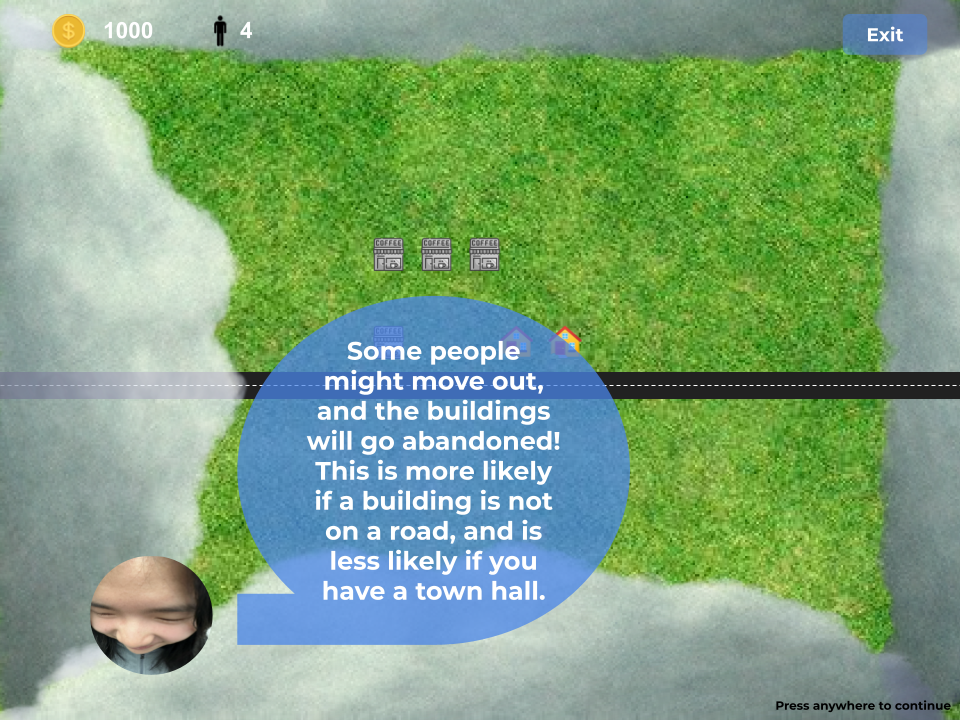 1000
4
Exit
COFFEE
COFFEE
COFFEE
COFFEE
Some people
might move out,
and the buildings
will go abandoned!
This is more likely
if a building is not
on a road, and is
less likely if you
have a town hall.
Press anywhere to continue